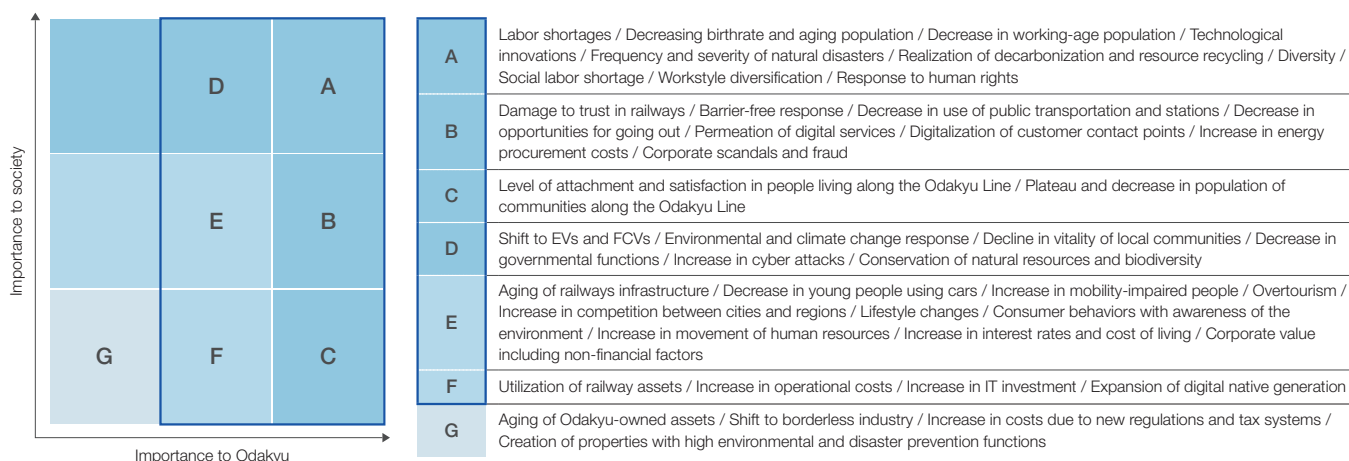 Importance to society
D
A
E
B
G
F
C
Importance to Odakyu
A
Labor shortages / Decreasing birthrate and aging population / Decrease in working-age population / Technological
innovations / Frequency and severity of natural disasters / Realization of decarbonization and resource recycling / Diversity /
Social labor shortage / Workstyle diversification / Response to human rights
B
Damage to trust in railways / Barrier-free response / Decrease in use of public transportation and stations / Decrease in
opportunities for going out / Permeation of digital services / Digitalization of customer contact points / Increase in energy
procurement costs / Corporate scandals and fraud
C
Level of attachment and satisfaction in people living along the Odakyu Line / Plateau and decrease in population of
communities along the Odakyu Line
D
Shift to EVs and FCVs / Environmental and climate change response / Decline in vitality of local communities / Decrease in
governmental functions / Increase in cyber attacks / Conservation of natural resources and biodiversity
E
Aging of railways infrastructure / Decrease in young people using cars / Increase in mobility-impaired people / Overtourism /
Increase in competition between cities and regions / Lifestyle changes / Consumer behaviors with awareness of the
environment / Increase in movement of human resources / Increase in interest rates and cost of living / Corporate value
including non-financial factors
F
Utilization of railway assets / Increase in operational costs / Increase in IT investment / Expansion of digital native generation
G
Aging of Odakyu-owned assets / Shift to borderless industry / Increase in costs due to new regulations and tax systems /
Creation of properties with high environmental and disaster prevention functions